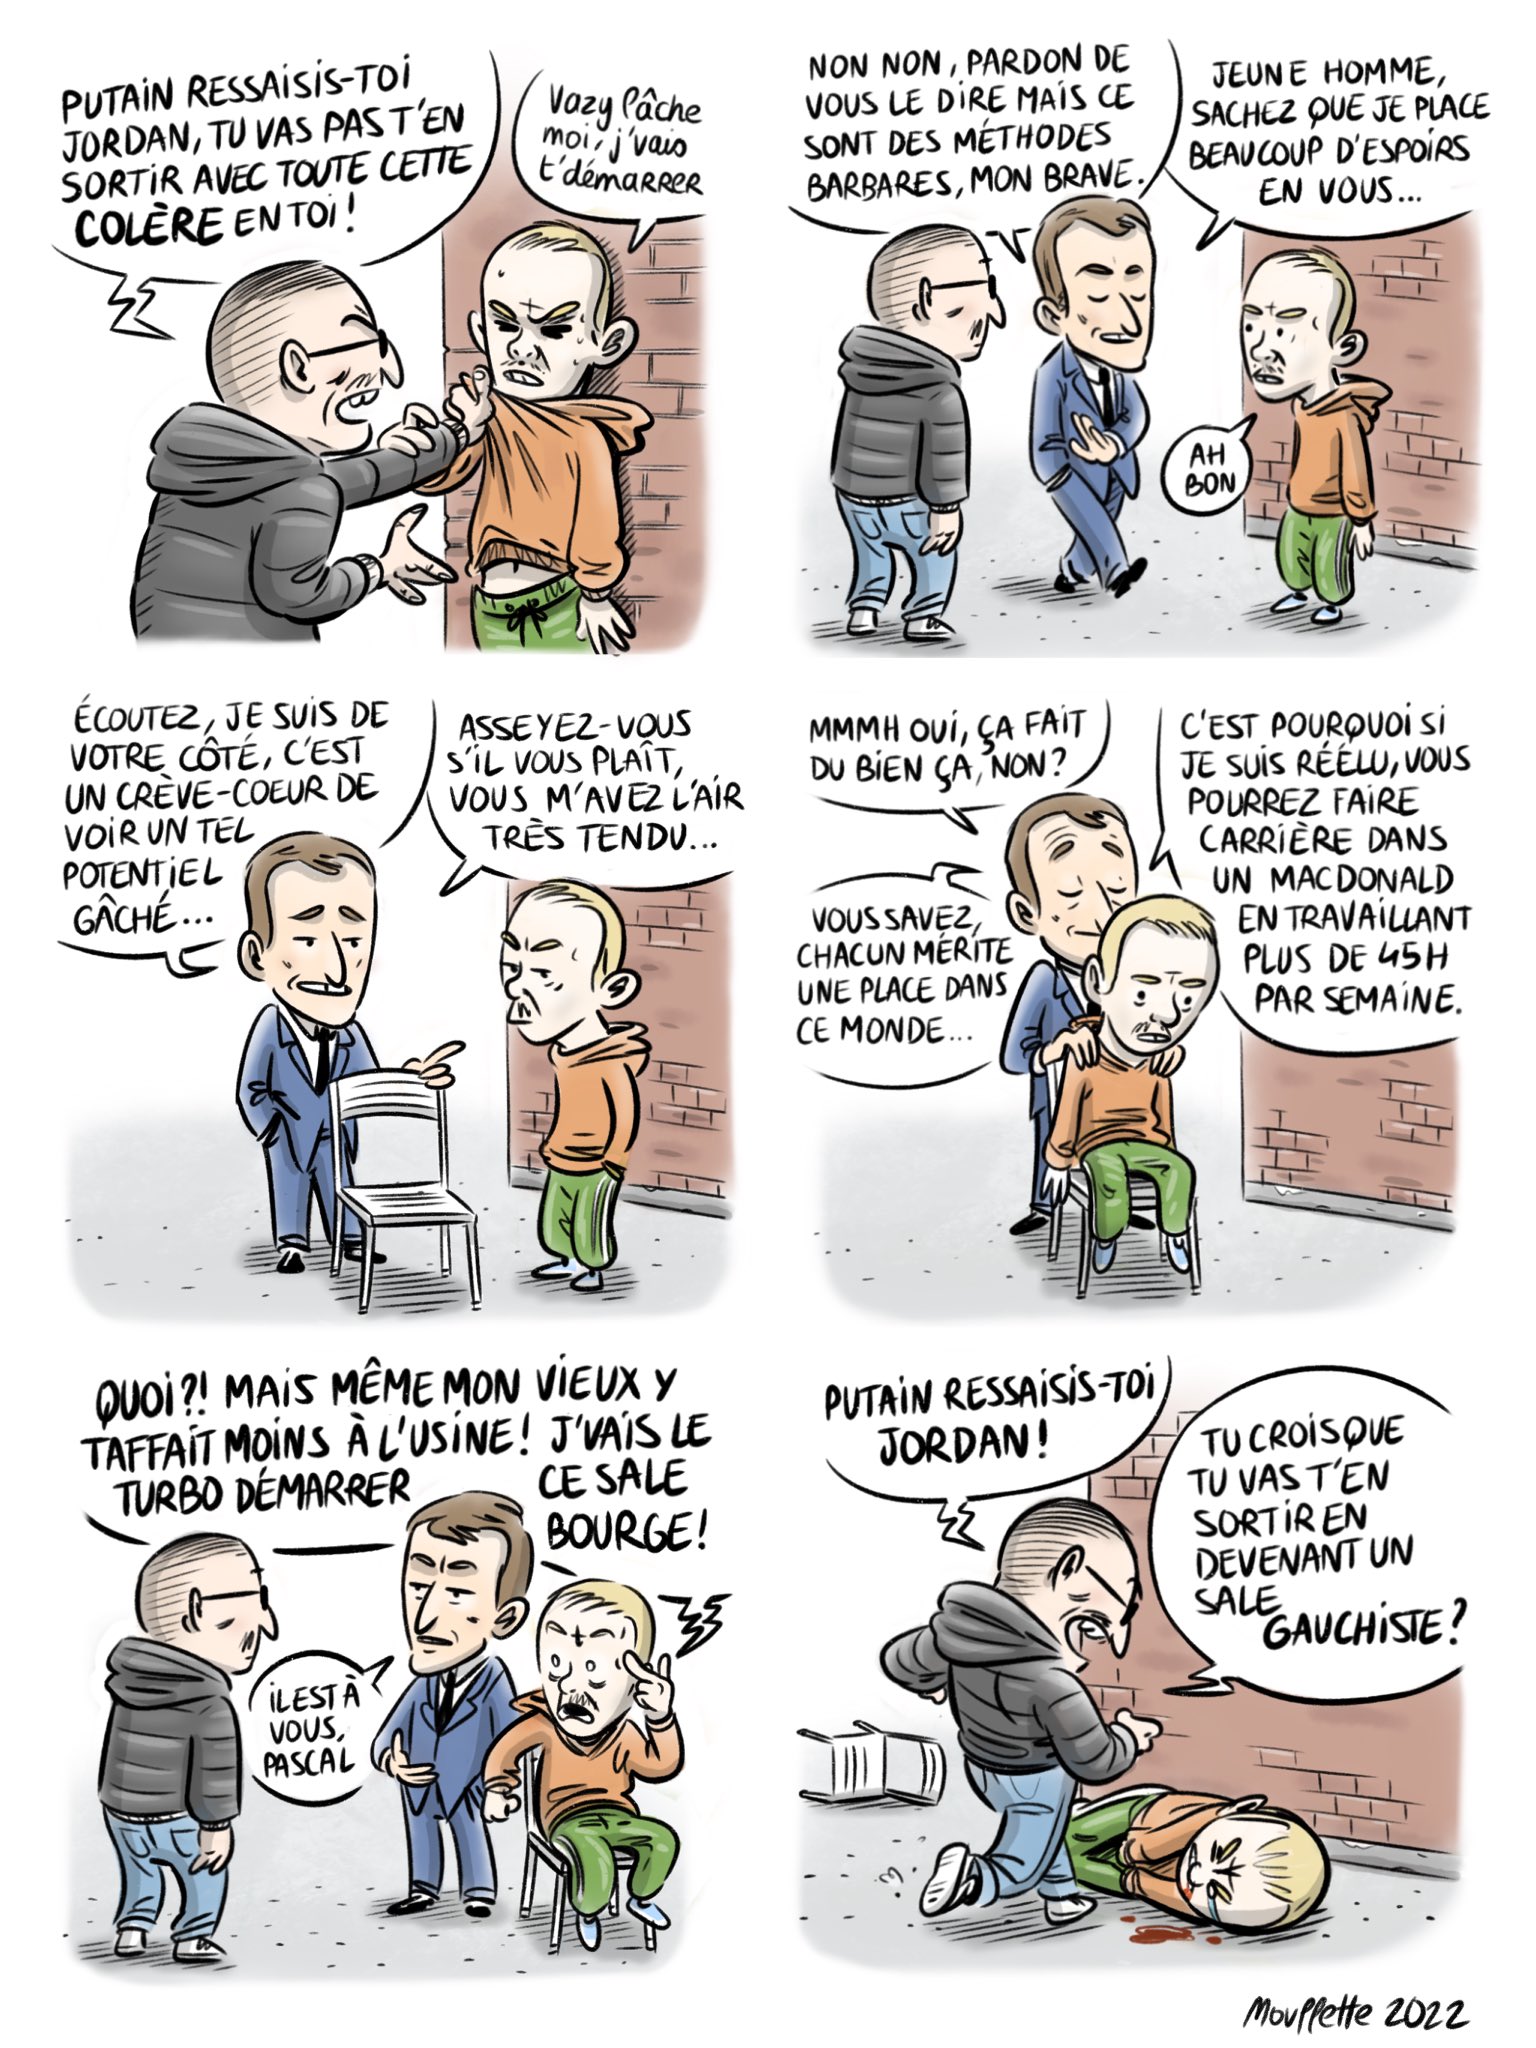 PUTAIN RESSAISIS-TOI
JORDAN, TU VAS PAS T'EN
SORTIR AVEC TOUTE CETTE
COLÈRE EN TOI !
Vazy lâche
moi, j'vais
t'démarrer
NON NON, PARDON DE
VOUS LE DIRE MAIS CE
SONT DES MÉTHODES
BARBARES, MON BRAVE.
JEUNE HOMME,
SACHEZ QUE JE PLACE
BEAUCOUP D'ESPOIRS
EN VOUS...
AH
BON
ÉCOUTEZ, JE SUIS DE
VOTRE CÔTÉ, C'EST
UN CRÈVE-COEUR DE
VOIR UN TEL
POTENTIEL
GÂCHÉ...
ASSEYEZ-VOUS
S'IL VOUS PLAÎT,
VOUS M'AVEZ L'AIR
TRÈS TENDU...
MMMH OUI, ÇA FAIT
DU BIEN ÇA, NON ?
VOUS SAVEZ,
CHACUN MÉRITE
UNE PLACE DANS
CE MONDE...
C'EST POURQUOI SI
JE SUIS RÉÉLU, VOUS
POURREZ FAIRE
CARRIÈRE DANS
UN MACDONALD
EN TRAVAILLANT
PLUS DE 45H
PAR SEMAINE.
QUOI ?! MAIS MÊME MON VIEUX Y
TAFFAIT MOINS À L'USINE ! J'VAIS LE
TURBO DÉMARRER CE SALE
BOURGE !
IL EST À
VOUS,
PASCAL
PUTAIN RESSAISIS-TOI
JORDAN !
TU CROIS QUE
TU VAS T'EN
SORTIR EN
DEVENANT UN
SALE
GAUCHISTE ?
Mouffette 2022